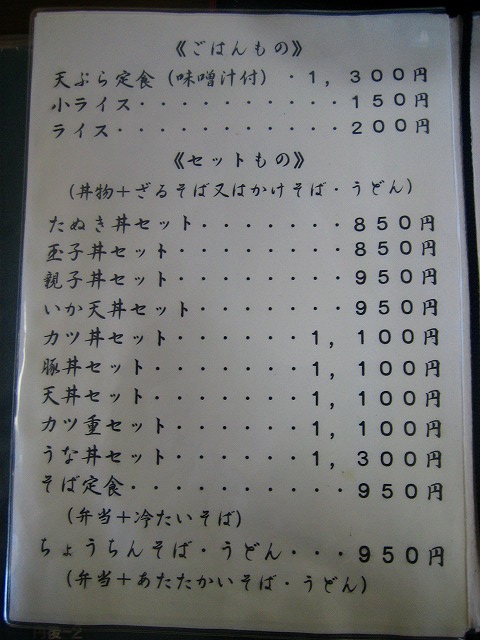 《ごはんもの》
天ぷら定食（味噌汁付）・１，３００円
小ライス・・・・・・・・・・１５０円
ライス・・・・・・・・・・・２００円
《セットもの》
（丼物＋ざるそば又はかけそば・うどん）
たぬき丼セット・・・・・・・８５０円
玉子丼セット・・・・・・・・８５０円
親子丼セット・・・・・・・・９５０円
いか天丼セット・・・・・・・９５０円
カツ丼セット・・・・・・・１，１００円
豚丼セット・・・・・・・・１，１００円
天丼セット・・・・・・・・１，１００円
カツ重セット・・・・・・・１，１００円
うな丼セット・・・・・・・１，３００円
そば定食・・・・・・・・・・９５０円
（弁当＋冷たいそば）
ちょうちんそば・うどん・・・９５０円
（弁当＋あたたかいそば・うどん）